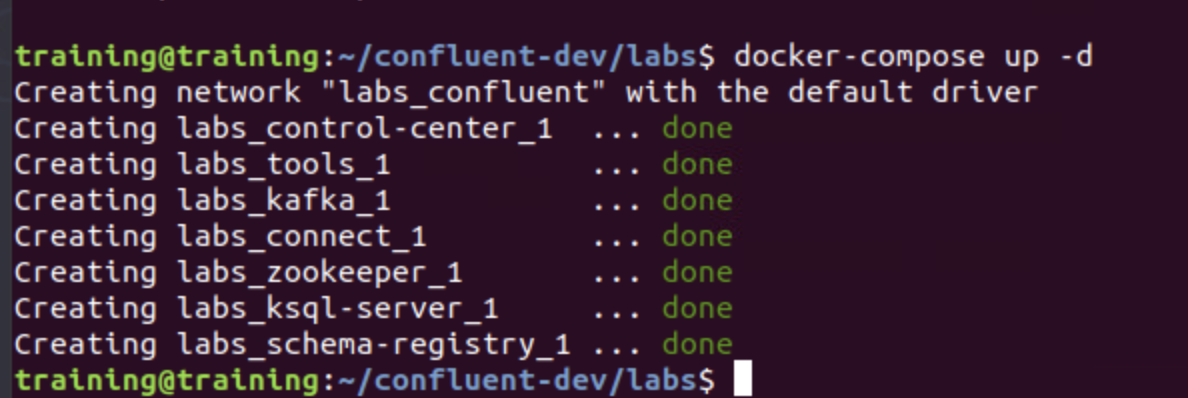 training@training:~/confluent-dev/labs$ docker-compose up -d
Creating network "labs_confluent" with the default driver
Creating labs_control-center_1  ... done
Creating labs_tools_1           ... done
Creating labs_kafka_1           ... done
Creating labs_connect_1         ... done
Creating labs_zookeeper_1       ... done
Creating labs_ksql-server_1     ... done
Creating labs_schema-registry_1 ... done
training@training:~/confluent-dev/labs$